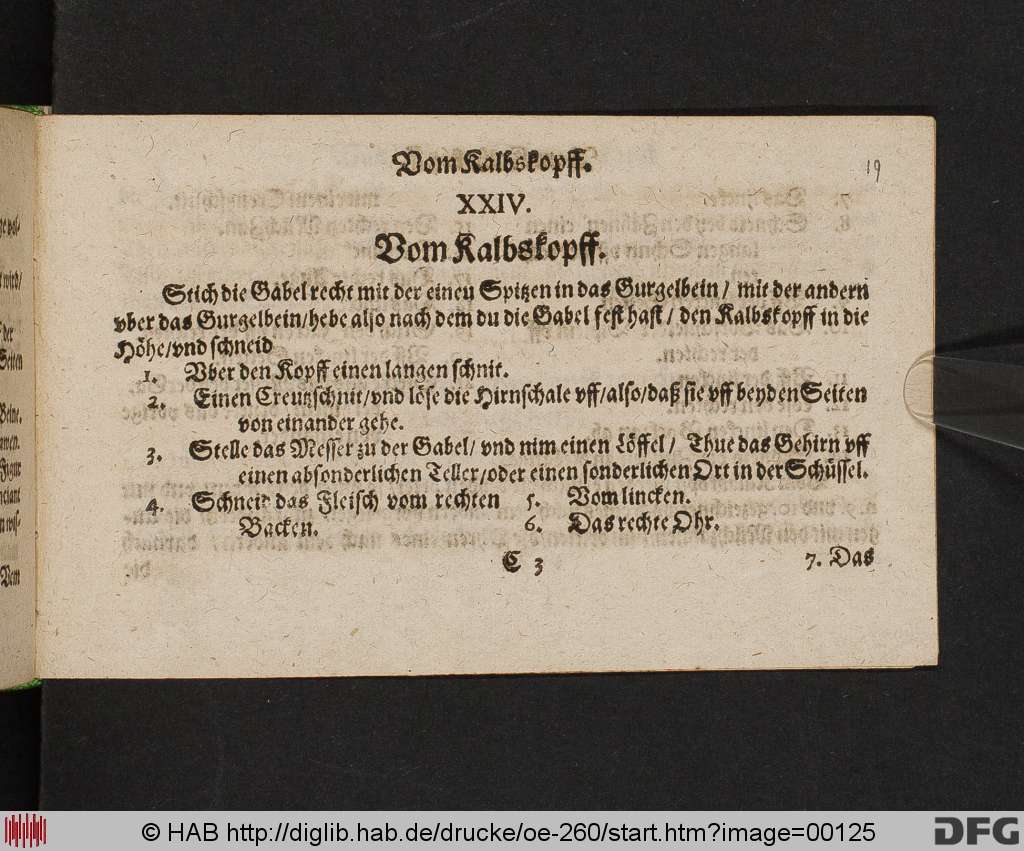 Vom Kalbskopff.
19
XXIV.
Vom Kalbskopff.
Stich die Gabel recht mit der einen Spitzen in das Gurgelbein / mit der andern
vber das Gurgelbein/hebe also nach dem du die Gabel fest hast / den Kalbskopff in die
Höhe/vnd schneid
1. Vber den Kopff einen langen schnit.
2. Einen Creutzschnit/vnd löse die Hirnschale vff/also/daß sie vff beyden Seiten
von einander gehe.
3. Stelle das Messer zu der Gabel/ vnd nim einen Löffel / Thue das Gehirn vff
einen absonderlichen Teller/oder einen sonderlichen Ort in der Schüssel.
4. Schneid das Fleisch vom rechten
Backen.
5. Vom lincken.
6. Das rechte Ohr.
C 3
7. Das
© HAB http://diglib.hab.de/drucke/oe-260/start.htm?image=00125
DFG